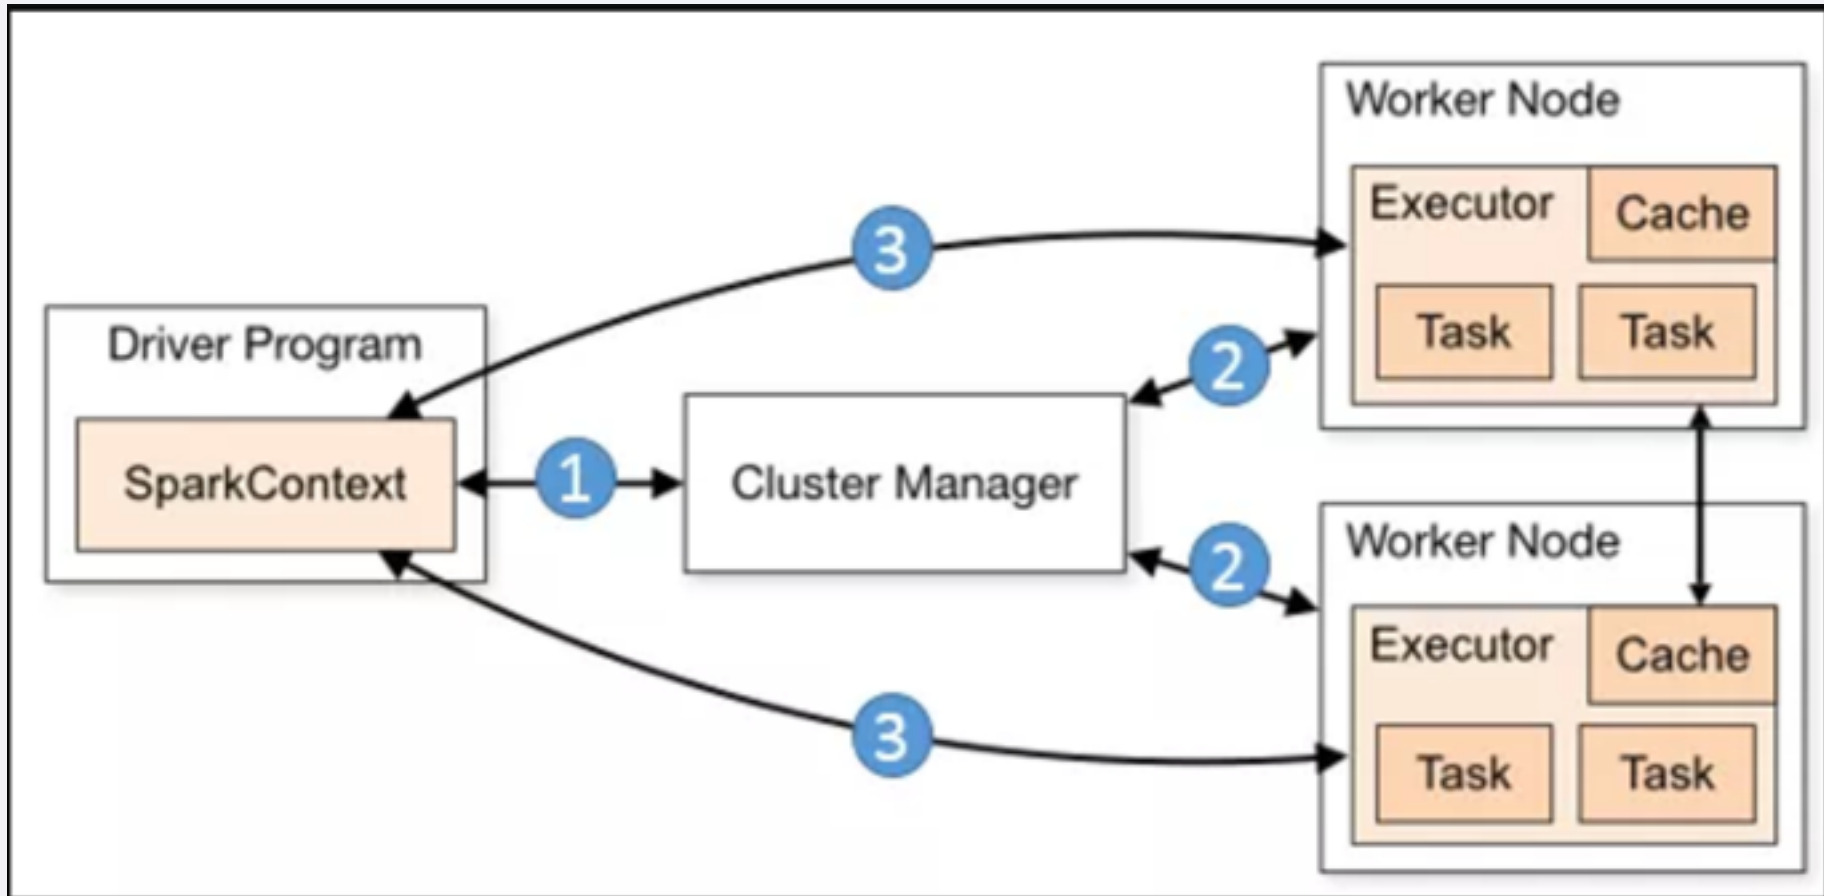 Worker Node
Executor
Cache
3
Task
Task
Driver Program
2
SparkContext
1
Cluster Manager
2
Worker Node
Executor
Cache
3
Task
Task